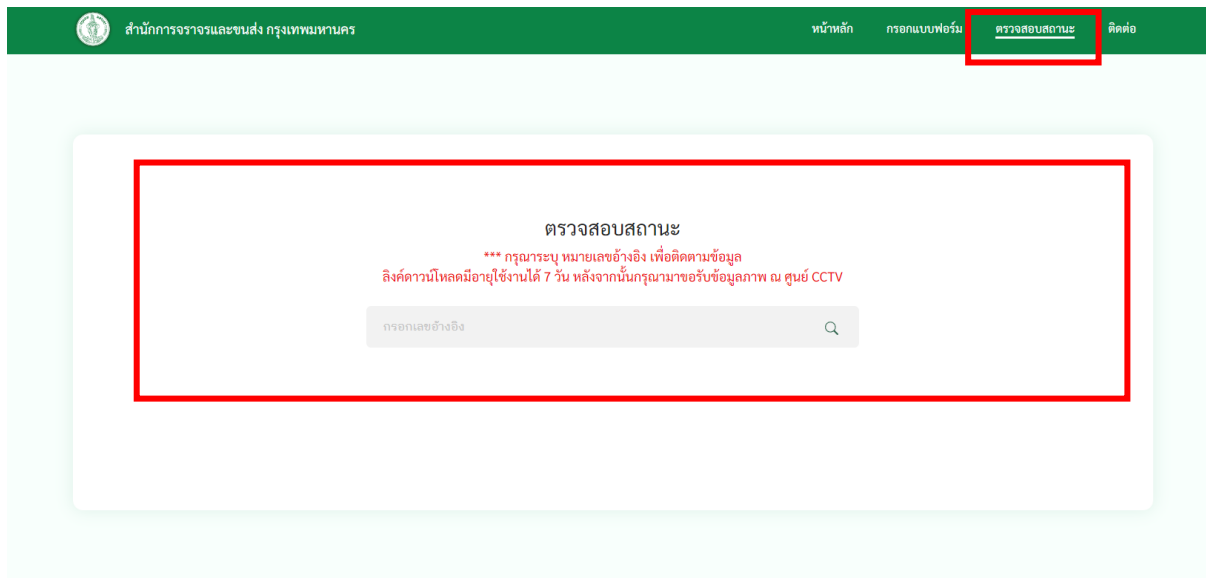 สำนักการจราจรและขนส่ง กรุงเทพมหานคร
หน้าหลัก
กรอกแบบฟอร์ม
ตรวจสอบสถานะ
ติดต่อ
ตรวจสอบสถานะ
*** กรุณาระบุ หมายเลขอ้างอิง เพื่อติดตามข้อมูล
ลิงค์ดาวน์โหลดมีอายุใช้งานได้ 7 วัน หลังจากนั้นกรุณามาขอรับข้อมูลภาพ ณ ศูนย์ CCTV
กรอกเลขอ้างอิง